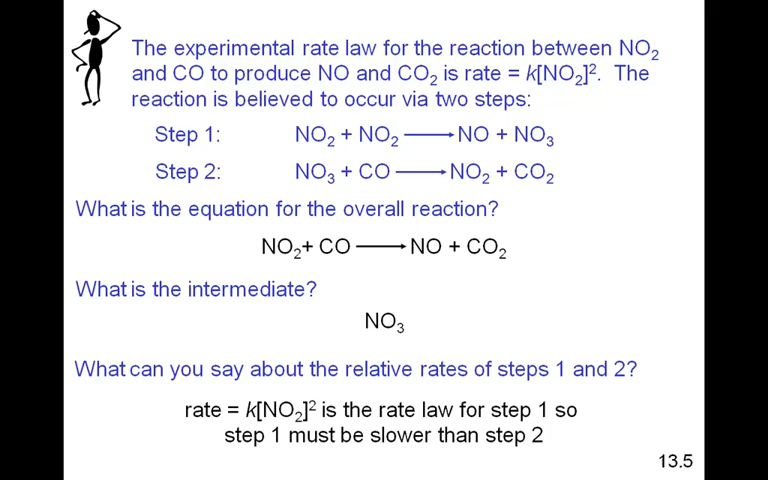 The experimental rate law for the reaction between NO₂
and CO to produce NO and CO₂ is rate = k[NO₂]². The
reaction is believed to occur via two steps:
Step 1: NO₂ + NO₂ ⟶ NO + NO₃
Step 2: NO₃ + CO ⟶ NO₂ + CO₂
What is the equation for the overall reaction?
NO₂+ CO ⟶ NO + CO₂
What is the intermediate?
NO₃
What can you say about the relative rates of steps 1 and 2?
rate = k[NO₂]² is the rate law for step 1 so
step 1 must be slower than step 2
13.5